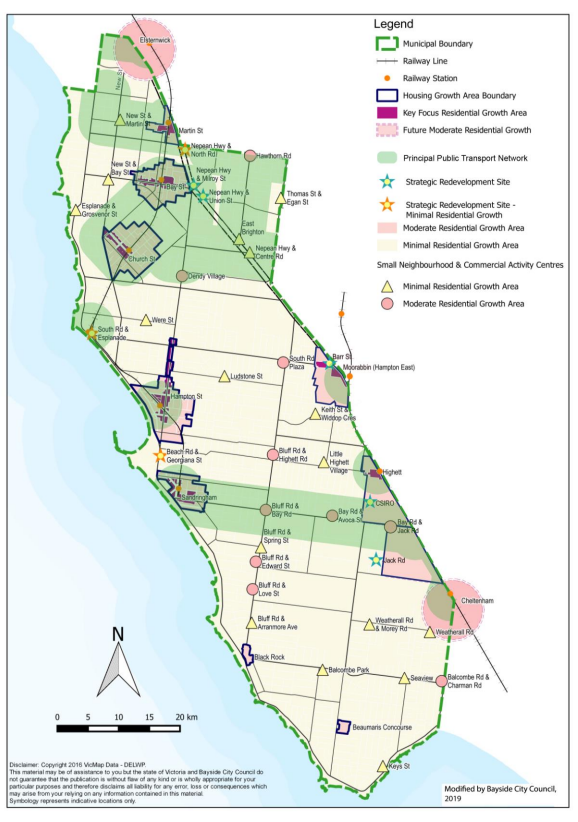 Legend
Municipal Boundary
Railway Line
Railway Station
Housing Growth Area Boundary
Key Focus Residential Growth Area
Future Moderate Residential Growth
Principal Public Transport Network
Strategic Redevelopment Site
Strategic Redevelopment Site -
Minimal Residential Growth
Moderate Residential Growth Area
Minimal Residential Growth Area
Small Neighbourhood & Commercial Activity Centres
Minimal Residential Growth Area
Moderate Residential Growth Area
Elsternwick
New St
New St &
Martin St
Martin St
Nepean Hwy &
North Rd
Hawthorn Rd
New St &
Bay St
Bay St
Nepean Hwy
& Milroy St
Nepean Hwy &
Union St
Thomas St &
Egan St
Esplanade &
Grosvenor St
East
Brighton
Nepean Hwy &
Centre Rd
Church St
Dendy Village
Were St
South Rd &
Esplanade
South Rd
Plaza
Barr St
Moorabbin (Hampton East)
Ludstone St
Hampton St
Keith St &
Widdop Cres
Beach Rd &
Georgiana St
Bluff Rd &
Highett Rd
Little
Highett
Village
Highett
Sandringham
CSIRO
Bluff Rd &
Bay Rd
Bay Rd &
Avoca St
Bay Rd &
Jack Rd
Bluff Rd &
Spring St
Bluff Rd &
Edward St
Jack Rd
Bluff Rd &
Love St
Cheltenham
Bluff Rd &
Arranmore Ave
Weatherall Rd
& Morey Rd
Weatherall Rd
Black Rock
Balcombe Park
Seaview
Balcombe Rd &
Charman Rd
Beaumaris Concourse
Keys St
N
0 5 10 15 20 km
Disclaimer: Copyright 2016 VicMap Data - DELWP.
This material may be of assistance to you but the state of Victoria and Bayside City Council do
not guarantee that the publication is without flaw of any kind or is wholly appropriate for your
particular purposes and therefore disclaims all liability for any error, loss or consequences which
may arise from your relying on any information contained in this material.
Symbology represents indicative locations only.
Modified by Bayside City Council,
2019